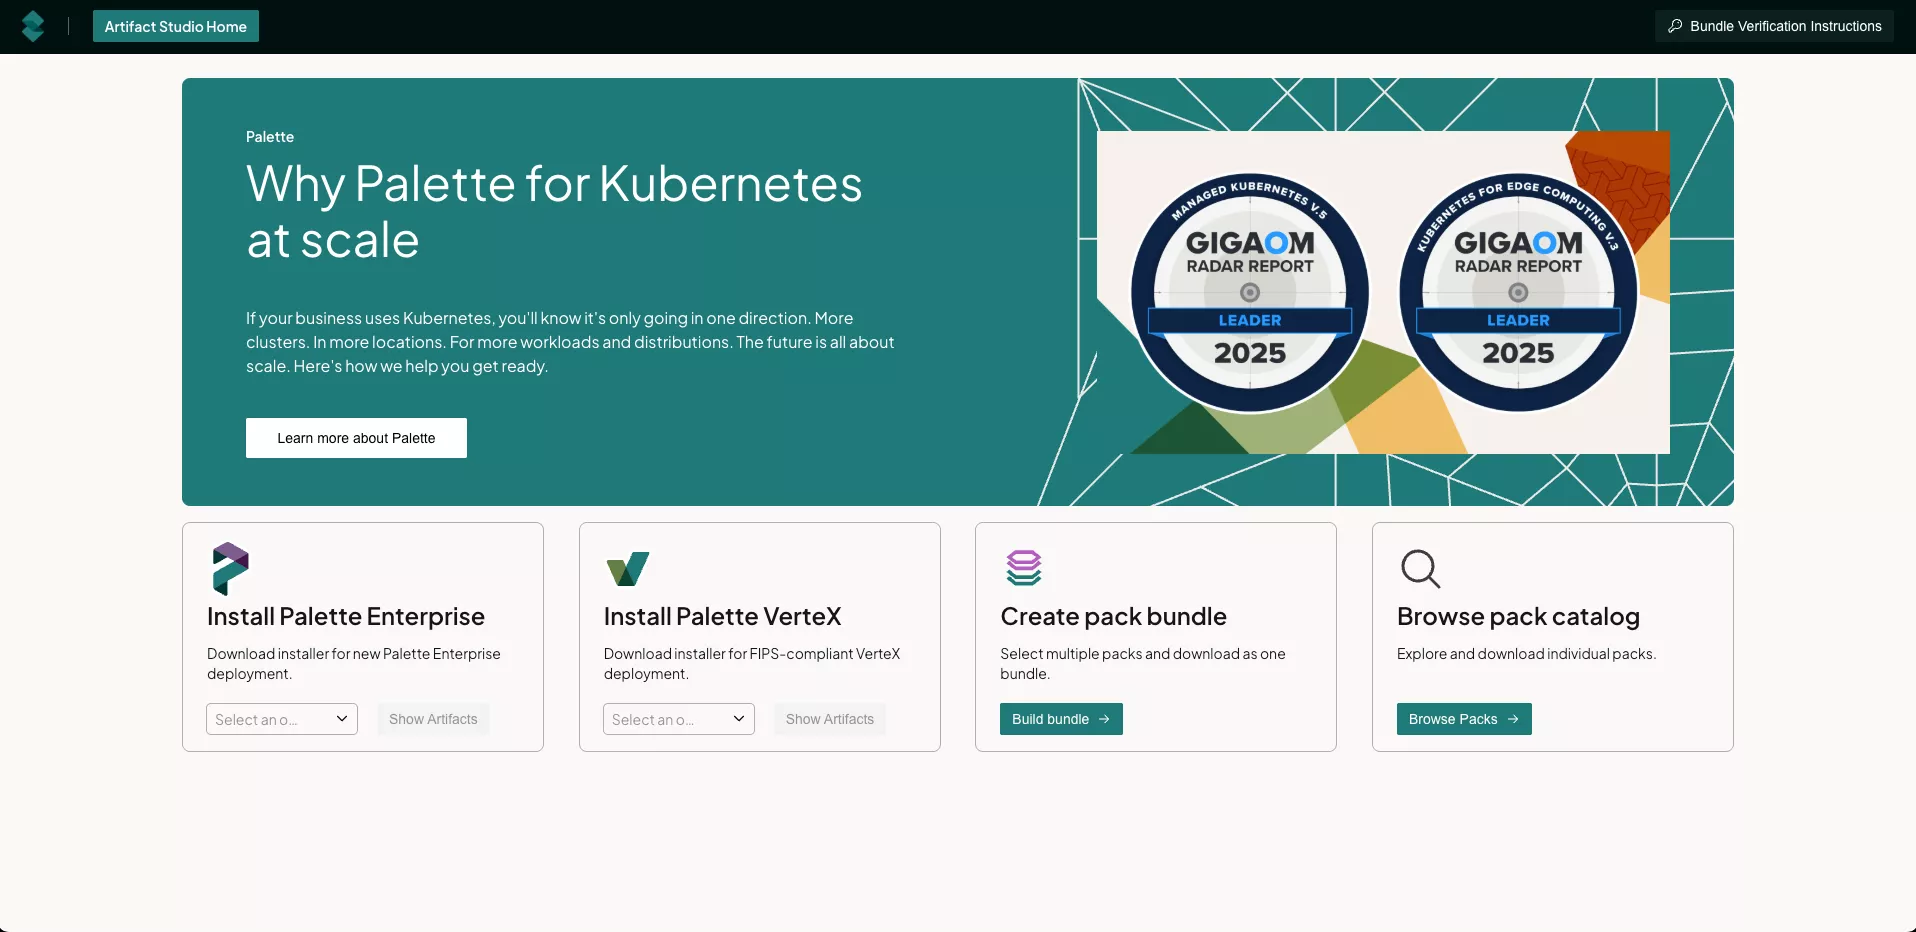 Artifact Studio Home
Bundle Verification Instructions
Palette
Why Palette for Kubernetes
at scale
If your business uses Kubernetes, you'll know it's only going in one direction. More
clusters. In more locations. For more workloads and distributions. The future is all about
scale. Here's how we help you get ready.
Learn more about Palette
MANAGED KUBERNETES V.5
GIGAOM
RADAR REPORT
LEADER
2025
KUBERNETES FOR EDGE COMPUTING V.3
GIGAOM
RADAR REPORT
LEADER
2025
Install Palette Enterprise
Download installer for new Palette Enterprise
deployment.
Select an o...
Show Artifacts
Install Palette VerteX
Download installer for FIPS-compliant VerteX
deployment.
Select an o...
Show Artifacts
Create pack bundle
Select multiple packs and download as one
bundle.
Build bundle
Browse pack catalog
Explore and download individual packs.
Browse Packs